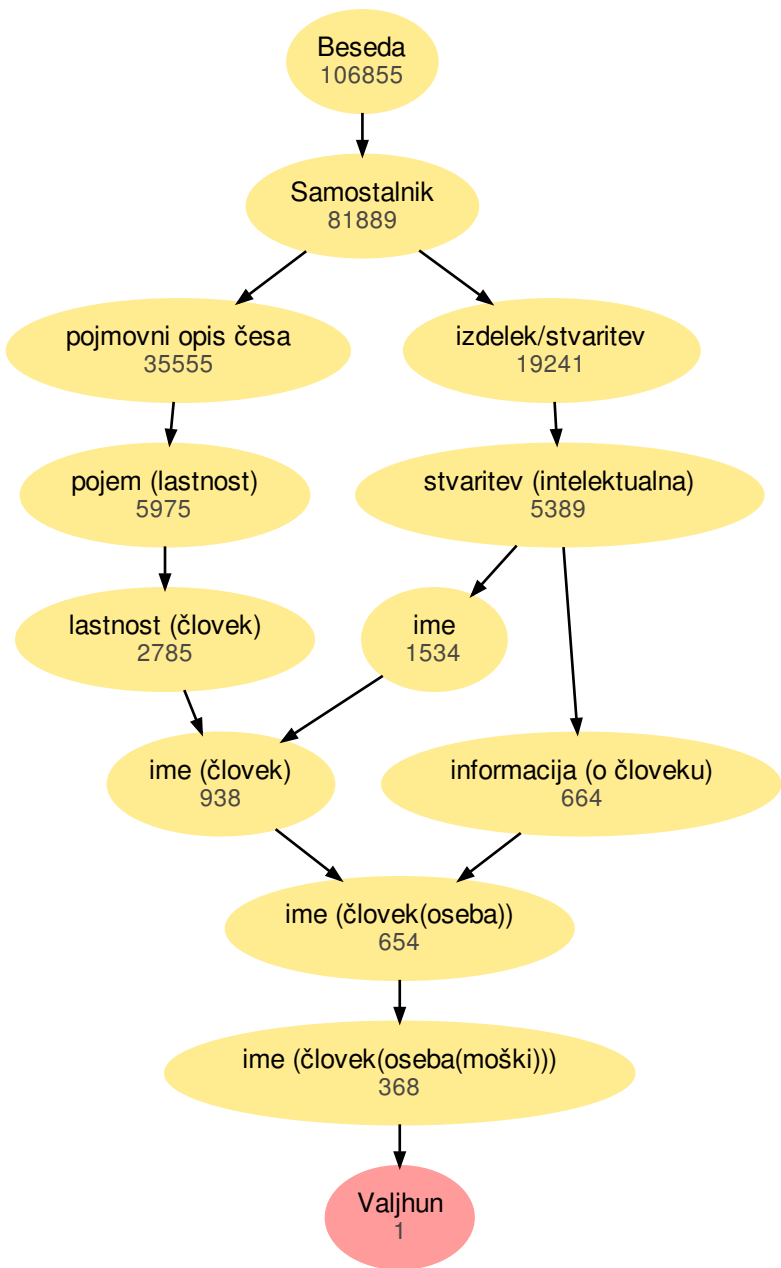 Beseda
106855
Samostalnik
81889
pojmovni opis česa
35555
izdelek/stvaritev
19241
pojem (lastnost)
5975
stvaritev (intelektualna)
5389
lastnost (človek)
2785
ime
1534
ime (človek)
938
informacija (o človeku)
664
ime (človek(oseba))
654
ime (človek(oseba(moški)))
368
Valjhun
1